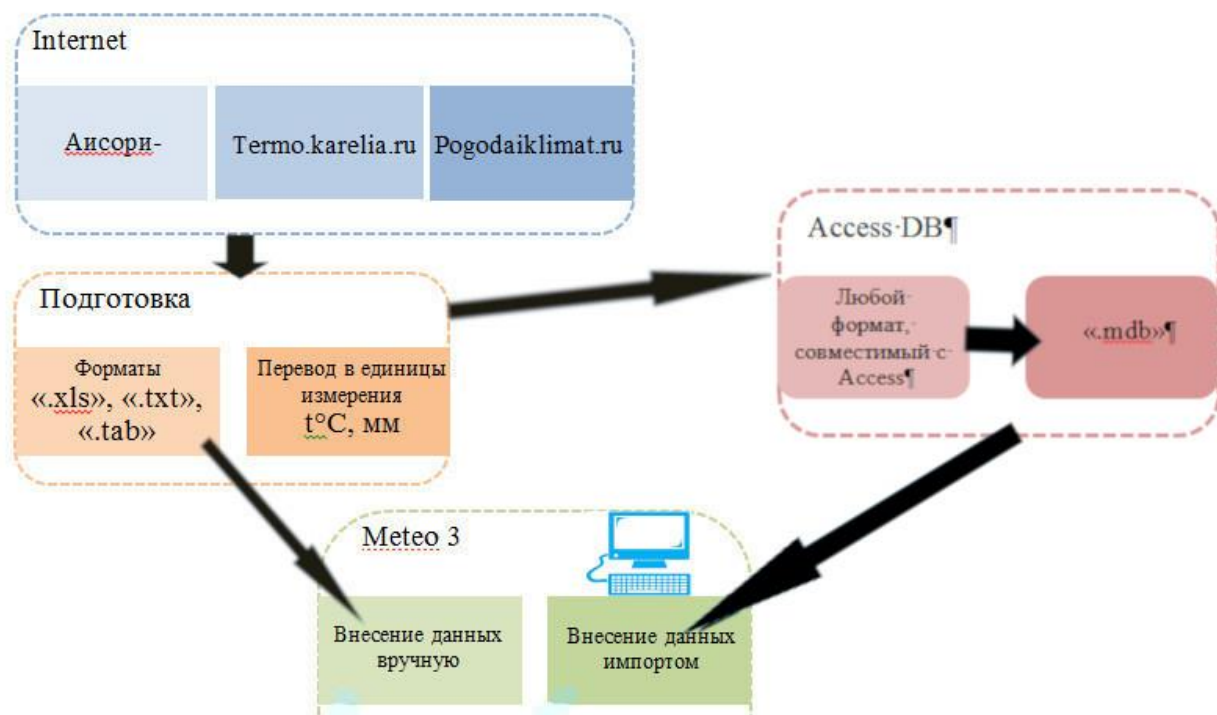 Internet
Аисори-
Termo.karelia.ru
Pogodaiklimat.ru
Подготовка
Форматы
«.xls», «.txt»,
«.tab»
Перевод в единицы
измерения
t°C, мм
Access·DB¶
Любой·
формат,·
совместимый·с·
Access¶
«.mdb»¶
Meteo 3
Внесение данных
вручную
Внесение данных
импортом